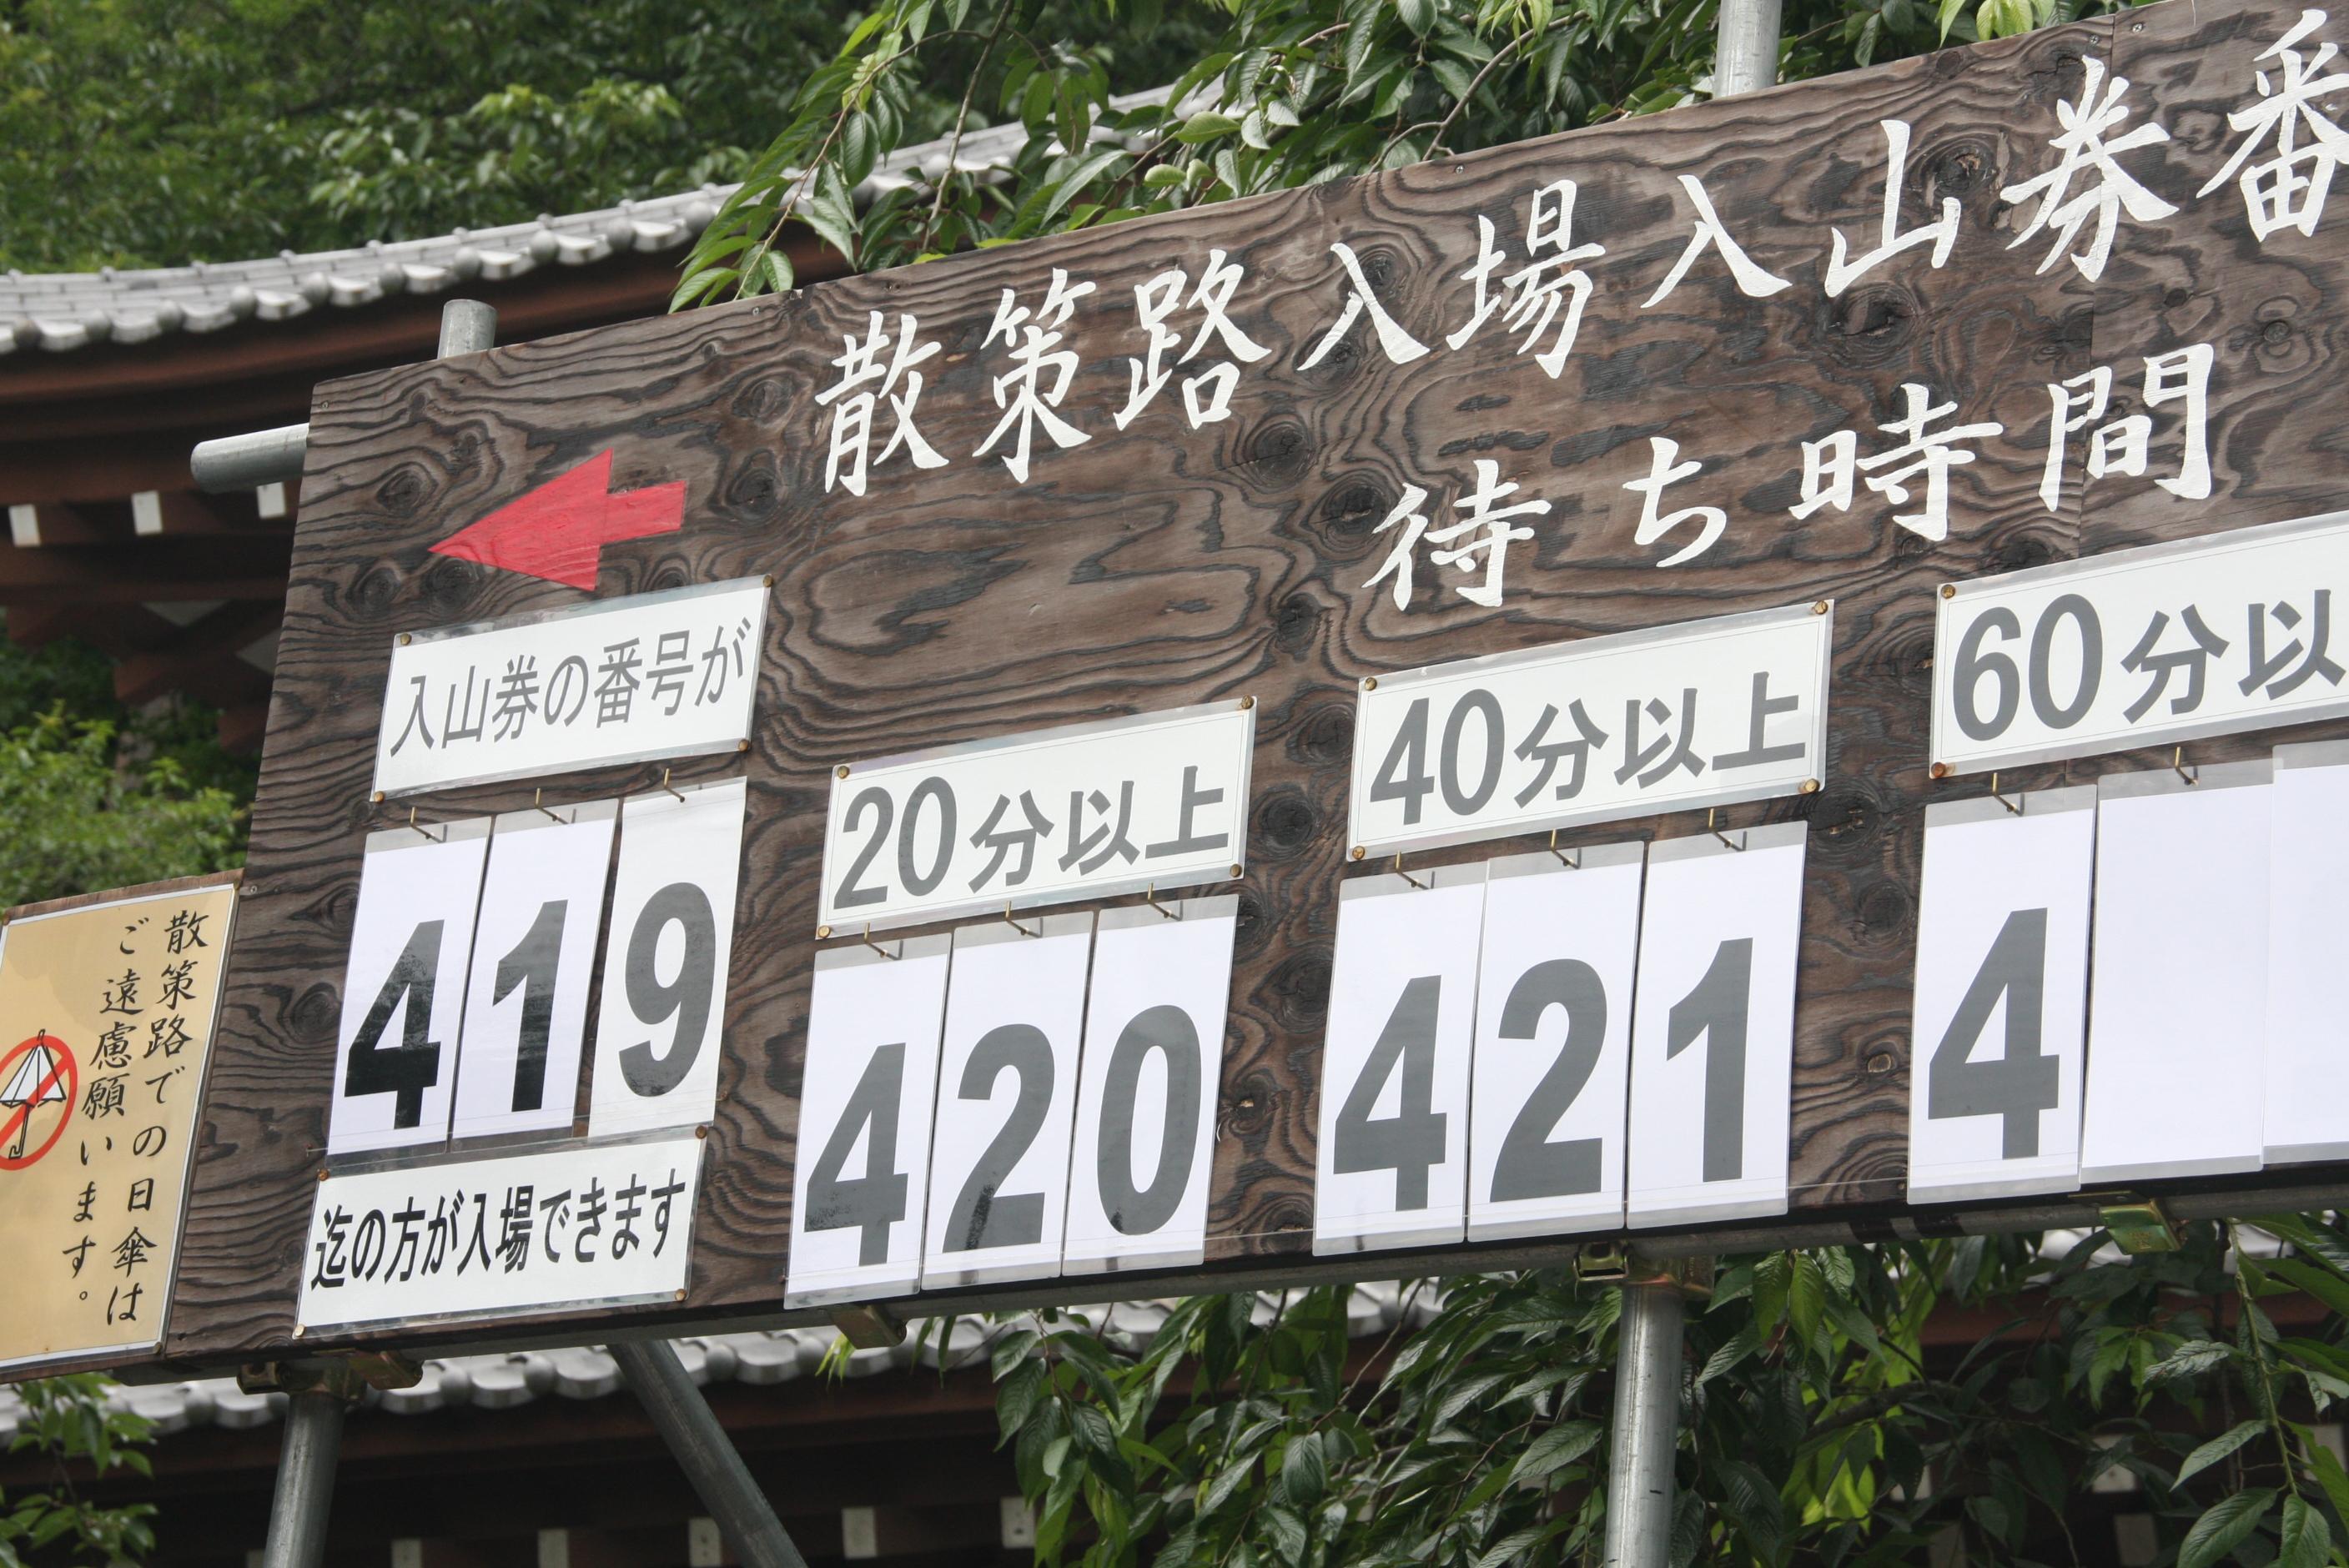 散策路入場入山券番
待ち時間
入山券の番号が
419
迄の方が入場できます
20分以上
420
40分以上
421
60分以
4
散策路での日傘は
ご遠慮願います。